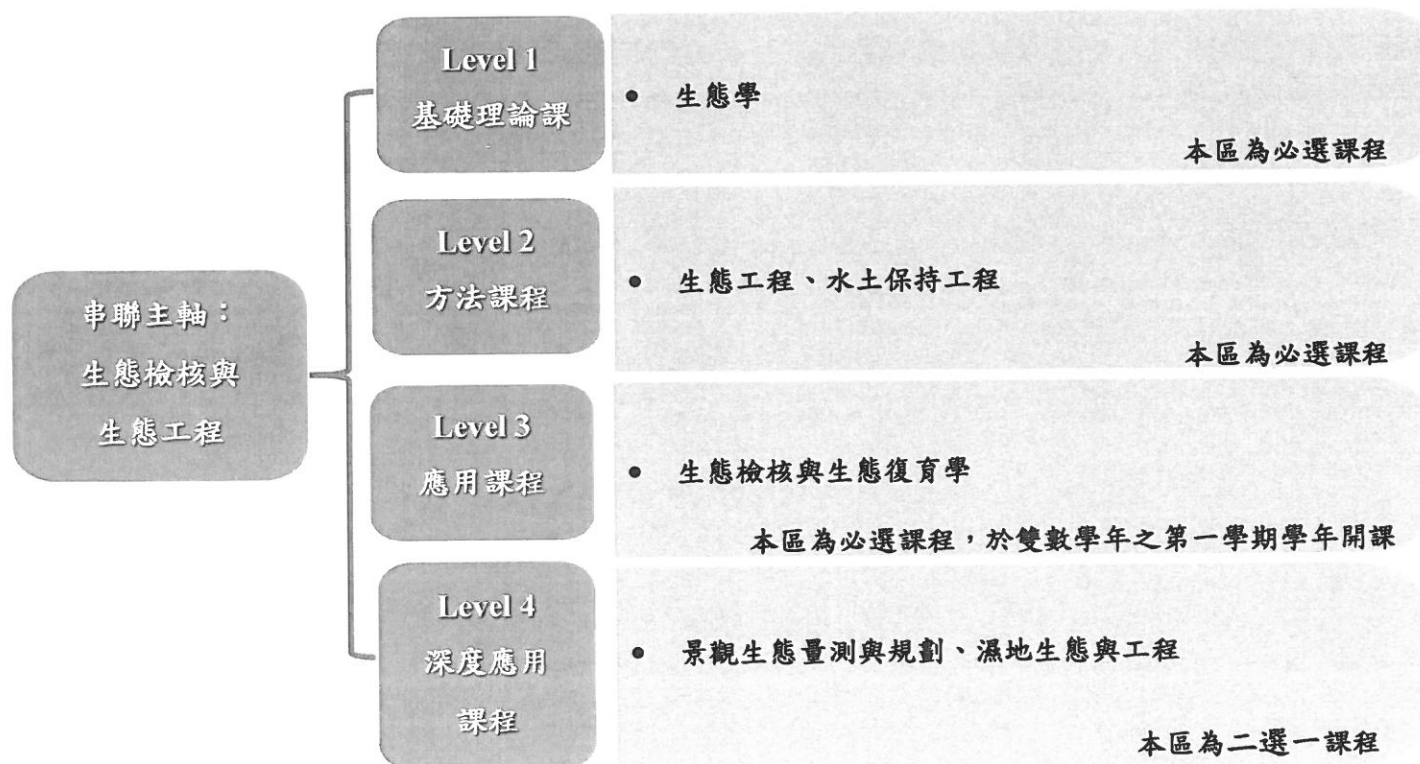 串聯主軸：
生態檢核與
生態工程
Level 1
基礎理論課
• 生態學
本區為必選課程
Level 2
方法課程
• 生態工程、水土保持工程
本區為必選課程
Level 3
應用課程
• 生態檢核與生態復育學
本區為必選課程，於雙數學年之第一學期學年開課
Level 4
深度應用
課程
• 景觀生態量測與規劃、濕地生態與工程
本區為二選一課程